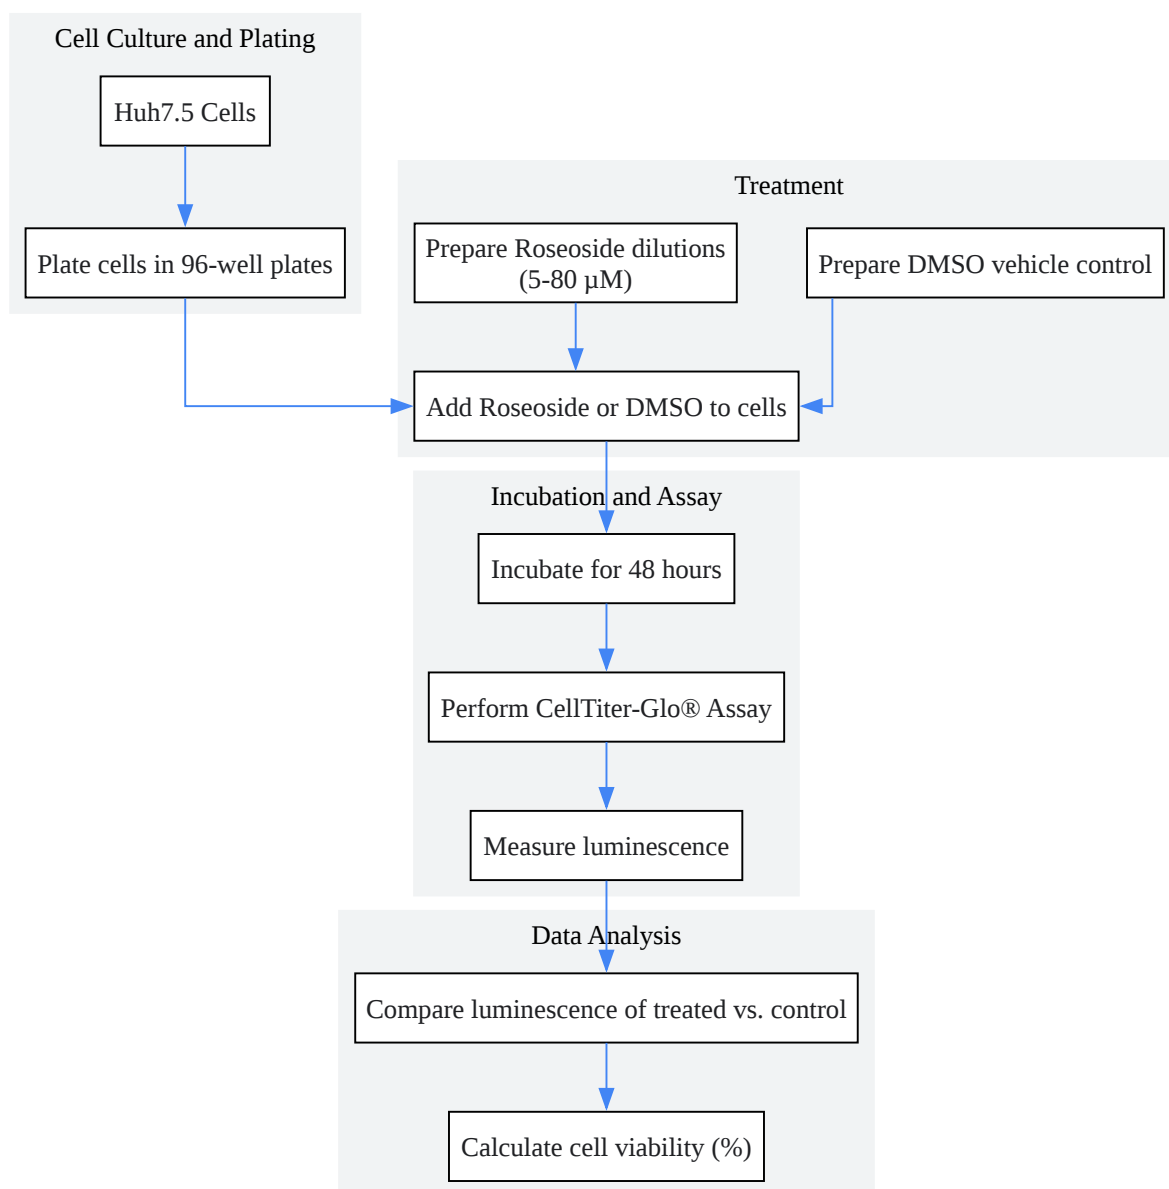 Cell Culture and Plating
Huh7.5 Cells
Plate cells in 96-well plates
Treatment
Prepare Roseoside dilutions
(5-80 µM)
Prepare DMSO vehicle control
Add Roseoside or DMSO to cells
Incubation and Assay
Incubate for 48 hours
Perform CellTiter-Glo® Assay
Measure luminescence
Data Analysis
Compare luminescence of treated vs. control
Calculate cell viability (%)